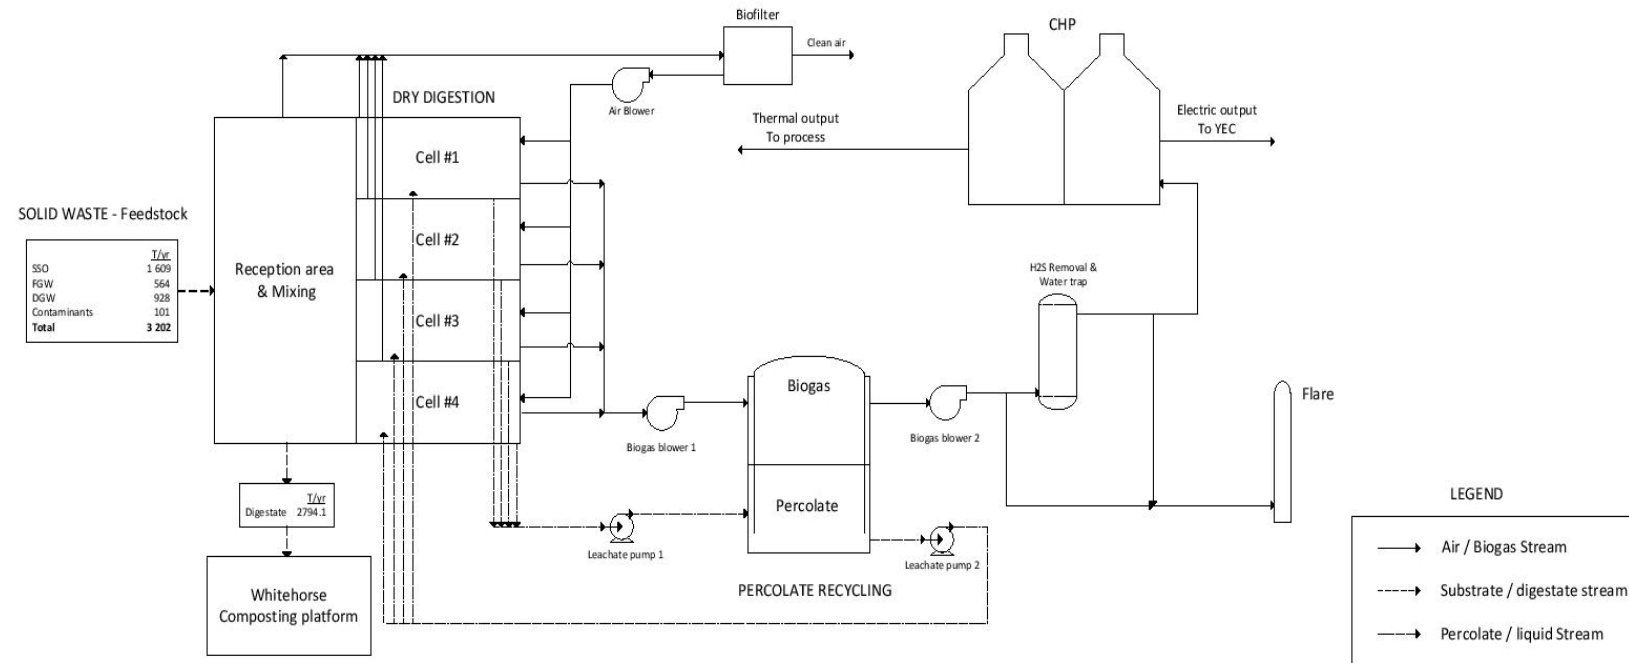 Biofilter
Clean air
CHP
Air Blower
DRY DIGESTION
Thermal output
To process
Electric output
To YEC
Cell #1
Cell #2
Cell #3
Cell #4
SOLID WASTE - Feedstock
T/yr
SSO 1 609
FGW 564
DGW 928
Contaminants 101
Total 3 202
Reception area
& Mixing
H2S Removal &
Water trap
Biogas
Biogas blower 1
Biogas blower 2
Flare
T/yr
Digestate 2794.1
Percolate
Leachate pump 1
Leachate pump 2
PERCOLATE RECYCLING
Whitehorse
Composting platform
LEGEND
Air / Biogas Stream
Substrate / digestate stream
Percolate / liquid Stream